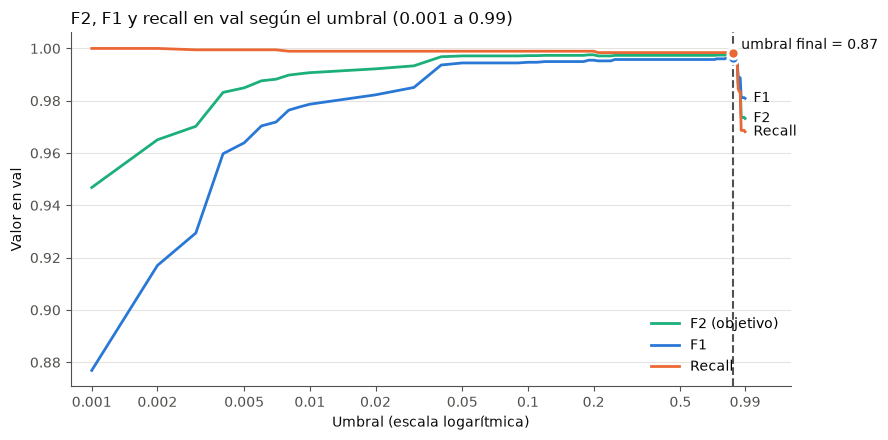 F2, F1 y recall en val según el umbral (0.001 a 0.99)
umbral final = 0.87
1.00
0.98
0.96
0.94
0.92
0.90
0.88
Valor en val
F1
F2
Recall
F2 (objetivo)
F1
Recall
0.001
0.002
0.005
0.01
0.02
0.05
0.1
0.2
0.5
0.99
Umbral (escala logarítmica)